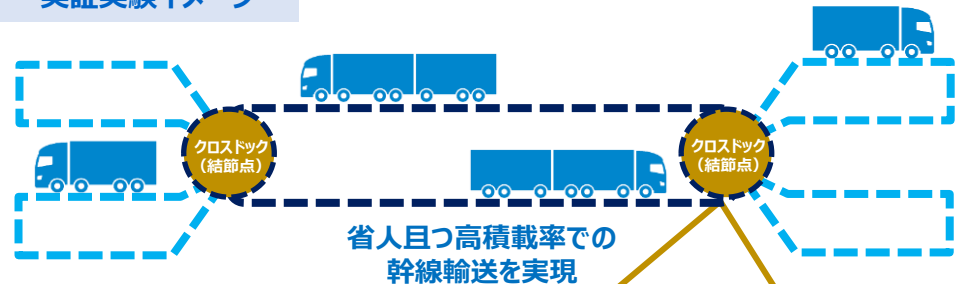 実証実験イメージ
クロスドック
（結節点）
クロスドック
（結節点）
省人且つ高積載率での
幹線輸送を実現